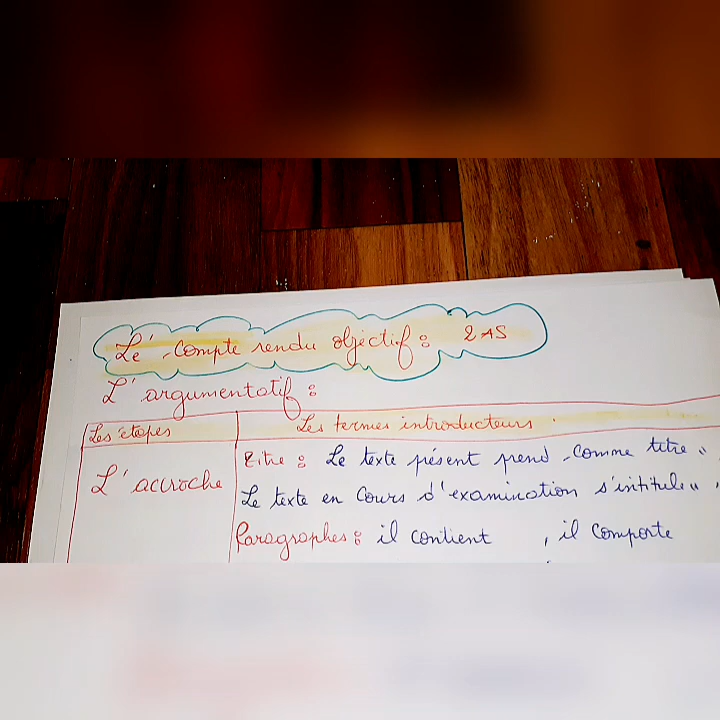 Le compte rendu objectif : 2AS
L'argumentatif :
Les étapes Les termes introducteurs
L'accroche Titre : Le texte présent prend comme titre "
Le texte en cours d'examination s'intitule "
Paragraphes : il contient , il comporte